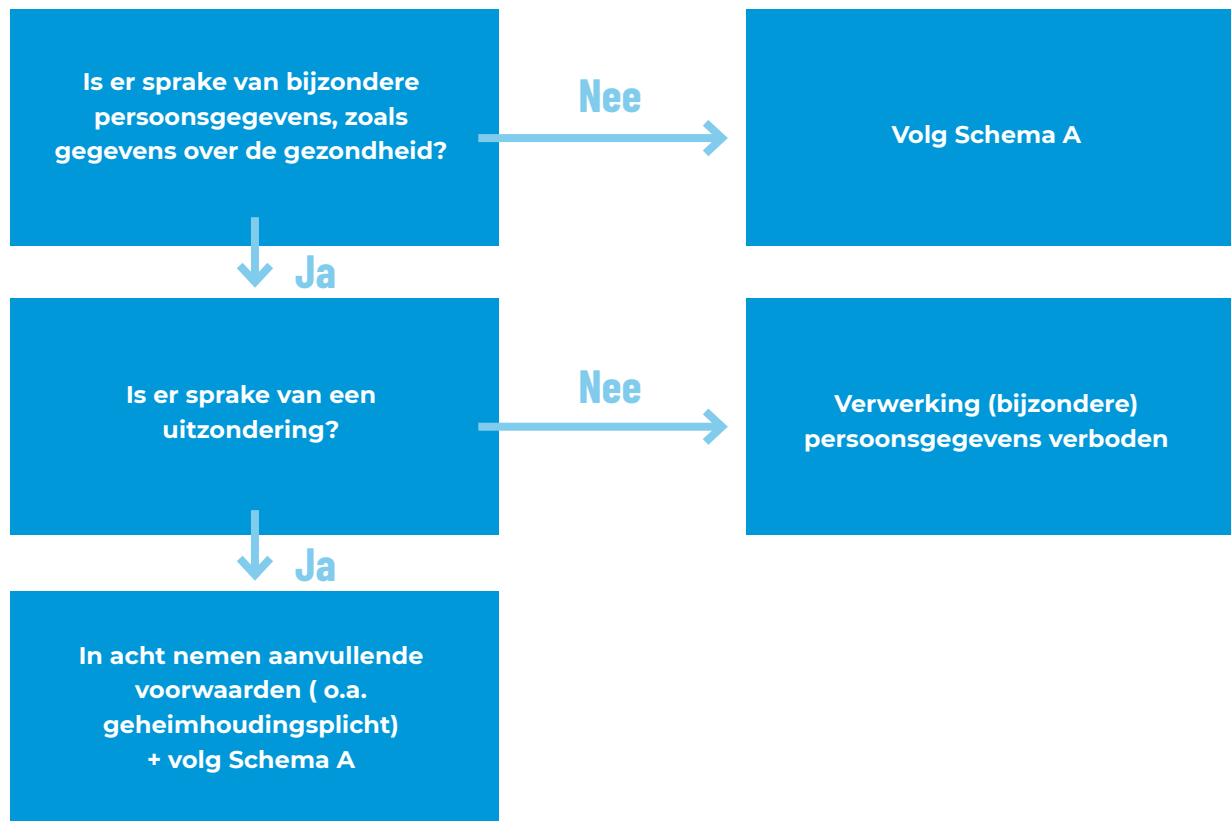 Is er sprake van bijzondere
persoonsgegevens, zoals
gegevens over de gezondheid?
Nee
Volg Schema A
Ja
Is er sprake van een
uitzondering?
Nee
Verwerking (bijzondere)
persoonsgegevens verboden
Ja
In acht nemen aanvullende
voorwaarden ( o.a.
geheimhoudingsplicht)
+ volg Schema A